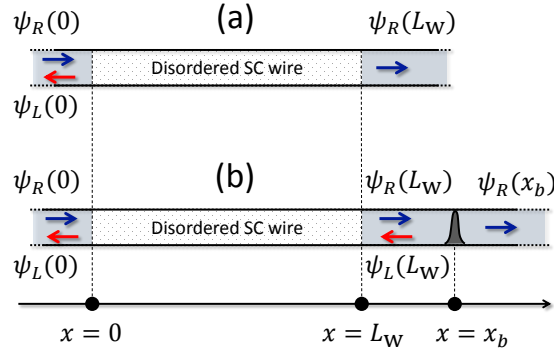 (a)
ψ_R(0) ψ_R(L_W)
Disordered SC wire
ψ_L(0)
(b)
ψ_R(0) ψ_R(L_W) ψ_R(x_b)
Disordered SC wire
ψ_L(0) ψ_L(L_W)
x = 0 x = L_W x = x_b